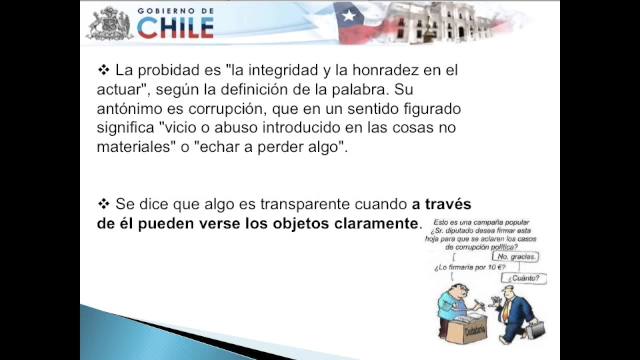 GOBIERNO DE
CHILE
❖ La probidad es "la integridad y la honradez en el
actuar", según la definición de la palabra. Su
antónimo es corrupción, que en un sentido figurado
significa "vicio o abuso introducido en las cosas no
materiales" o "echar a perder algo".
❖ Se dice que algo es transparente cuando a través
de él pueden verse los objetos claramente.
Esto es una campaña popular
¿Sr. diputado desea firmar esta
hoja para que se aclaren los casos
de corrupción política?
No, gracias.
¿Lo firmaría por 10 €?
¿Cuánto?
Ciudadania